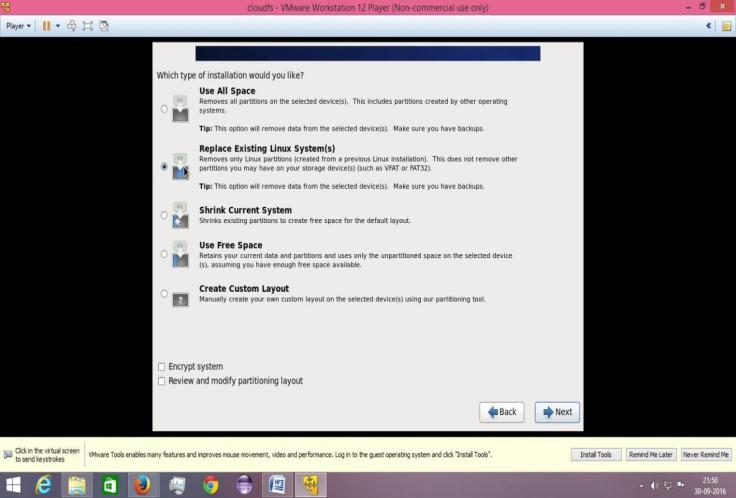 cloudfs - VMware Workstation 12 Player (Non-commercial use only)
Player
Which type of installation would you like?
Use All Space
Removes all partitions on the selected device(s). This includes partitions created by other operating
systems.
Tip: This option will remove data from the selected device(s). Make sure you have backups.
Replace Existing Linux System(s)
Removes only Linux partitions (created from a previous Linux installation). This does not remove other
partitions you may have on your storage device(s) (such as VFAT or FAT32).
Tip: This option will remove data from the selected device(s). Make sure you have backups.
Shrink Current System
Shrinks existing partitions to create free space for the default layout.
Use Free Space
Retains your current data and partitions and uses only the unpartitioned space on the selected device
(s), assuming you have enough free space available.
Create Custom Layout
Manually create your own custom layout on the selected device(s) using our partitioning tool.
Encrypt system
Review and modify partitioning layout
Back Next
Click in the virtual screen
to send keystrokes
VMware Tools enables many features and improves mouse movement, video and performance. Log in to the guest operating system and click "Install Tools".
Install Tools Remind Me Later Never Remind Me
21:50
30-09-2016